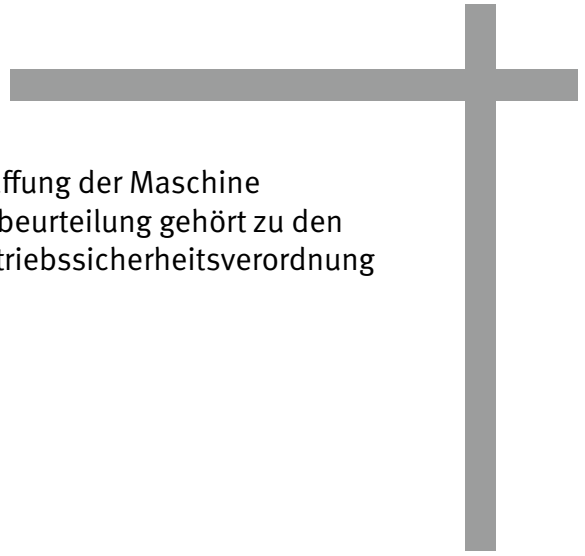 ffung der Maschine
beurteilung gehört zu den
triebssicherheitsverordnung